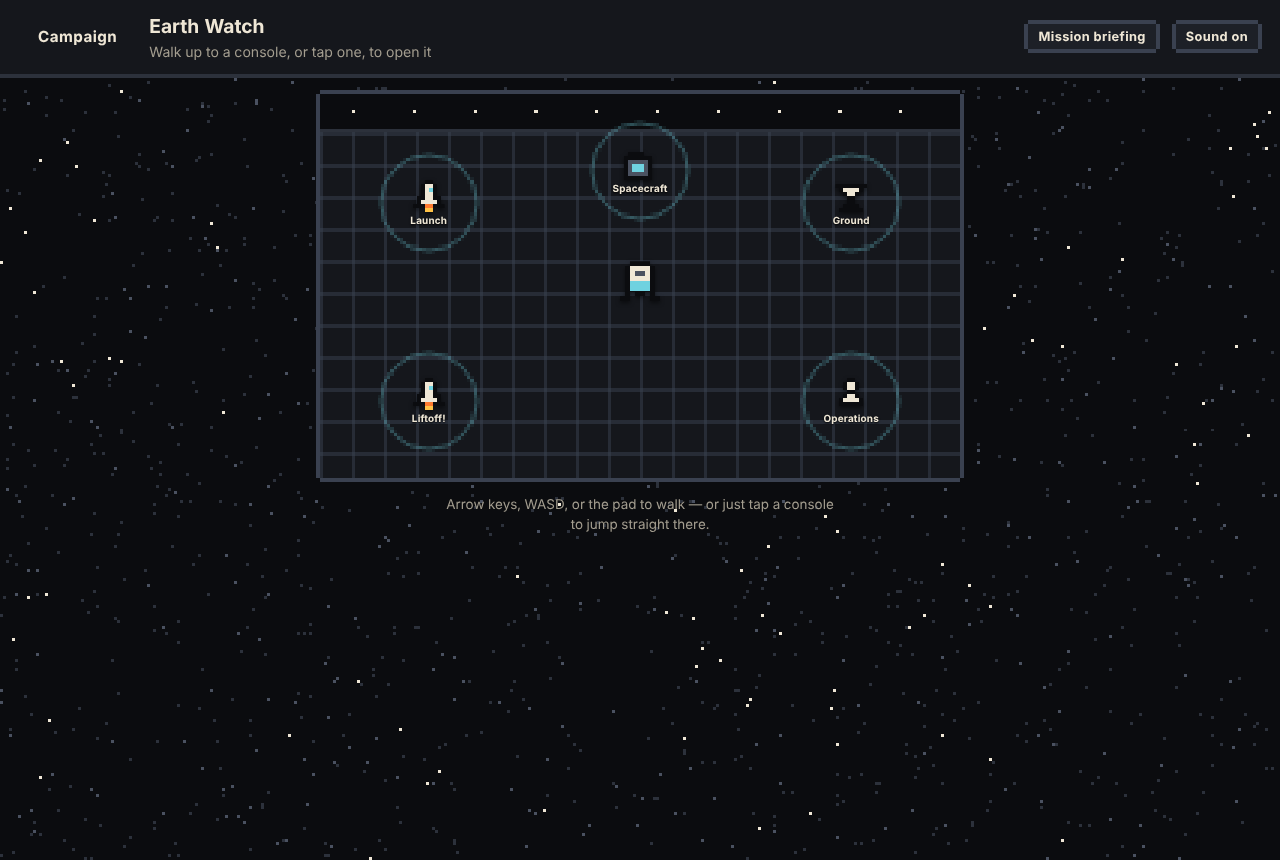 Campaign
Earth Watch
Walk up to a console, or tap one, to open it
Mission briefing
Sound on
Spacecraft
Launch
Ground
Liftoff!
Operations
Arrow keys, WASD, or the pad to walk — or just tap a console
to jump straight there.